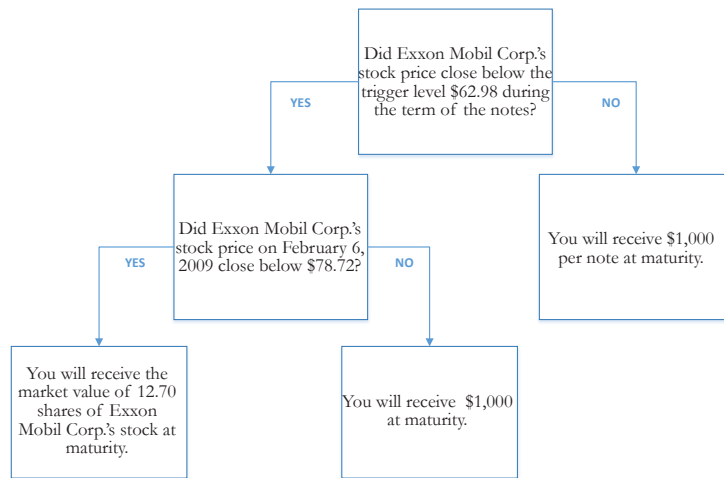 Did Exxon Mobil Corp.'s
stock price close below the
trigger level $62.98 during
the term of the notes?
YES
NO
Did Exxon Mobil Corp.'s
stock price on February 6,
2009 close below $78.72?
You will receive $1,000
per note at maturity.
YES
NO
You will receive the
market value of 12.70
shares of Exxon
Mobil Corp.'s stock at
maturity.
You will receive $1,000
at maturity.